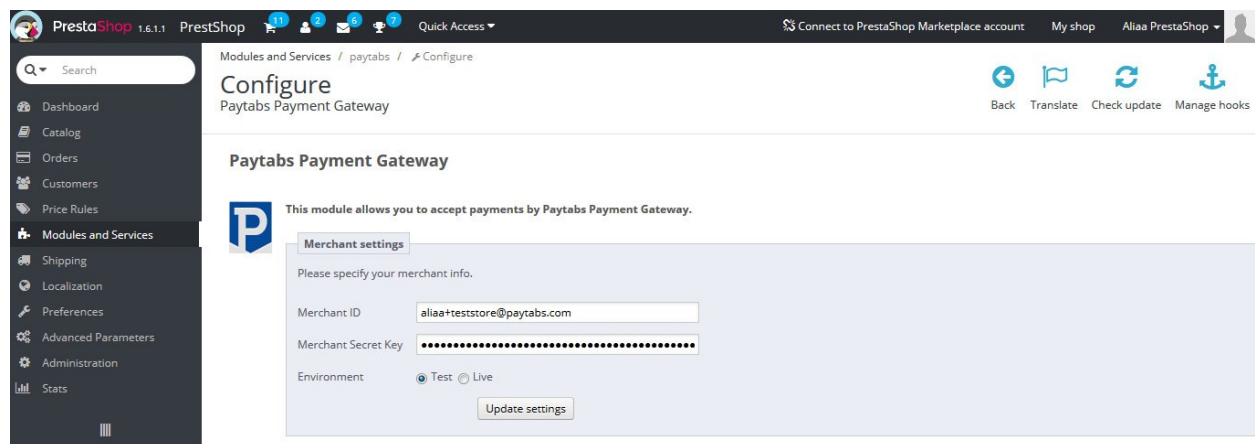 PrestaShop 1.6.1.1 PrestShop 11 2 6 7 Quick Access Connect to PrestaShop Marketplace account My shop Aliaa PrestaShop
Search
Dashboard
Catalog
Orders
Customers
Price Rules
Modules and Services
Shipping
Localization
Preferences
Advanced Parameters
Administration
Stats
Modules and Services / paytabs / Configure
Configure
Paytabs Payment Gateway
Back Translate Check update Manage hooks
Paytabs Payment Gateway
P
This module allows you to accept payments by Paytabs Payment Gateway.
Merchant settings
Please specify your merchant info.
Merchant ID aliaa+teststore@paytabs.com
Merchant Secret Key
Environment Test Live
Update settings